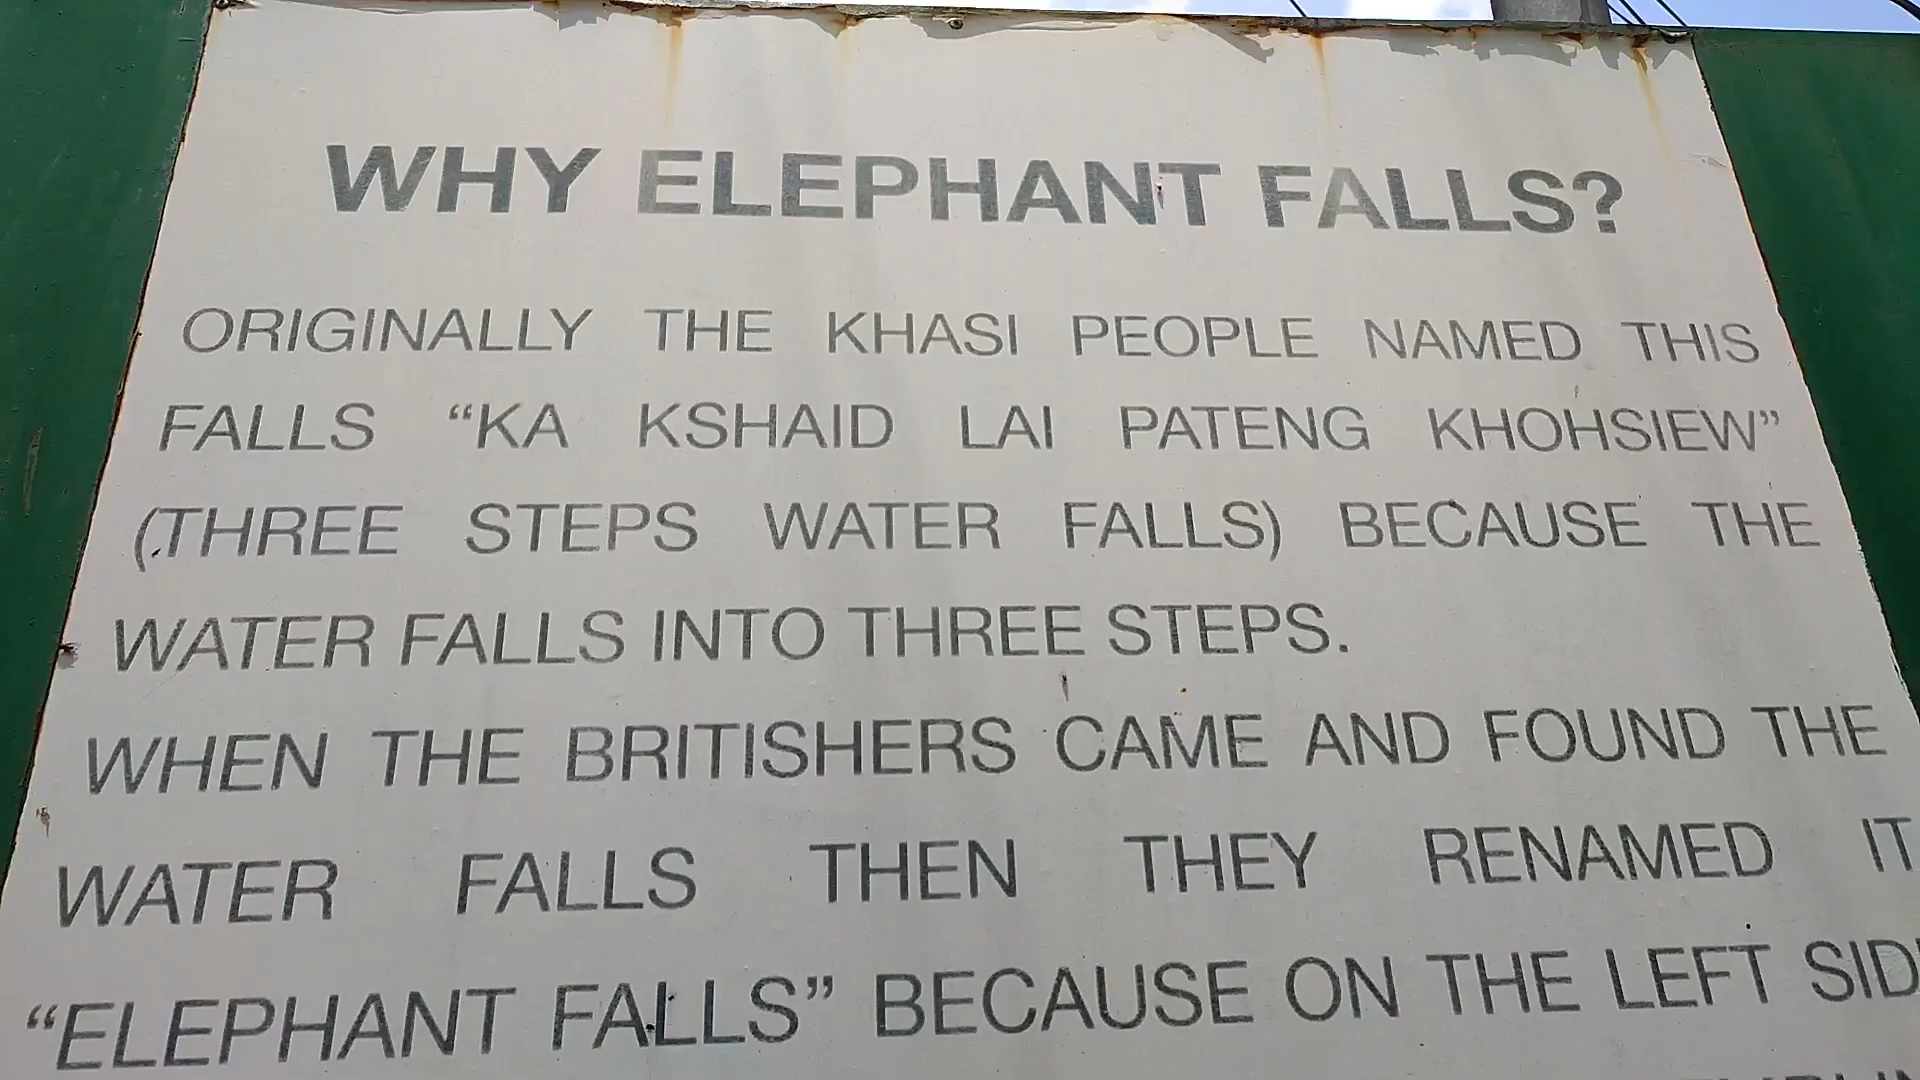 WHY ELEPHANT FALLS?
ORIGINALLY THE KHASI PEOPLE NAMED THIS
FALLS “KA KSHAID LAI PATENG KHOHSIEW”
(THREE STEPS WATER FALLS) BECAUSE THE
WATER FALLS INTO THREE STEPS.
WHEN THE BRITISHERS CAME AND FOUND THE
WATER FALLS THEN THEY RENAMED IT
“ELEPHANT FALLS” BECAUSE ON THE LEFT